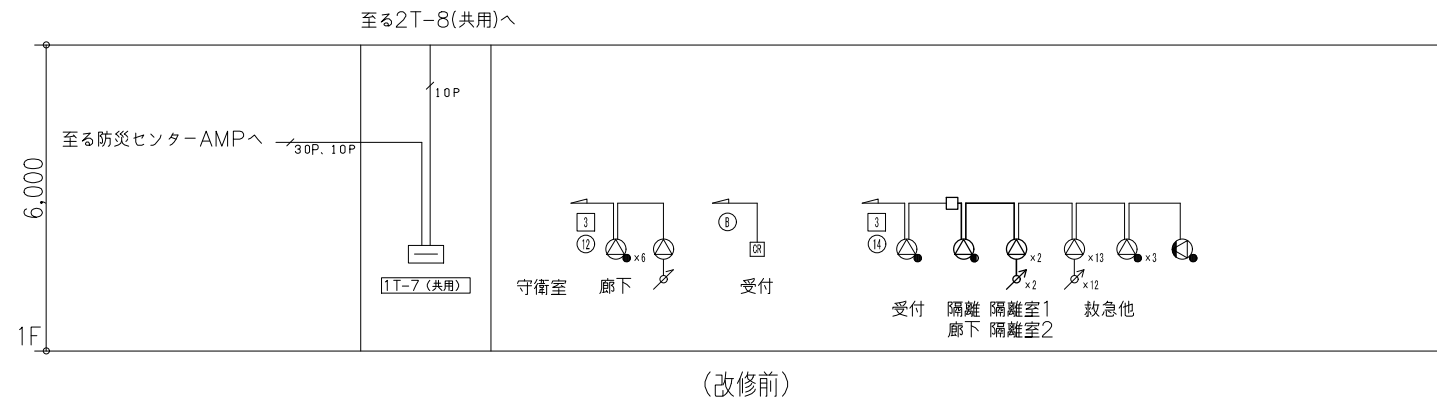 至る2T-8(共用)へ
10P
至る防災センターAMPへ
30P、10P
6,000
1T-7（共用）
3
12
×6
守衛室
廊下
B
CR
受付
3
14
×2
×2
×13
×12
×3
受付
隔離
廊下
隔離室1
隔離室2
救急他
1F
(改修前)